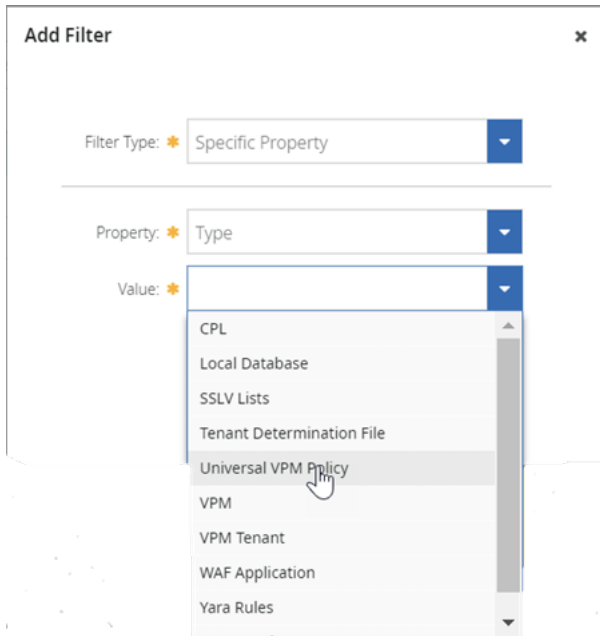 Add Filter ×
Filter Type: * Specific Property
Property: * Type
Value: *
CPL
Local Database
SSLV Lists
Tenant Determination File
Universal VPM Policy
VPM
VPM Tenant
WAF Application
Yara Rules